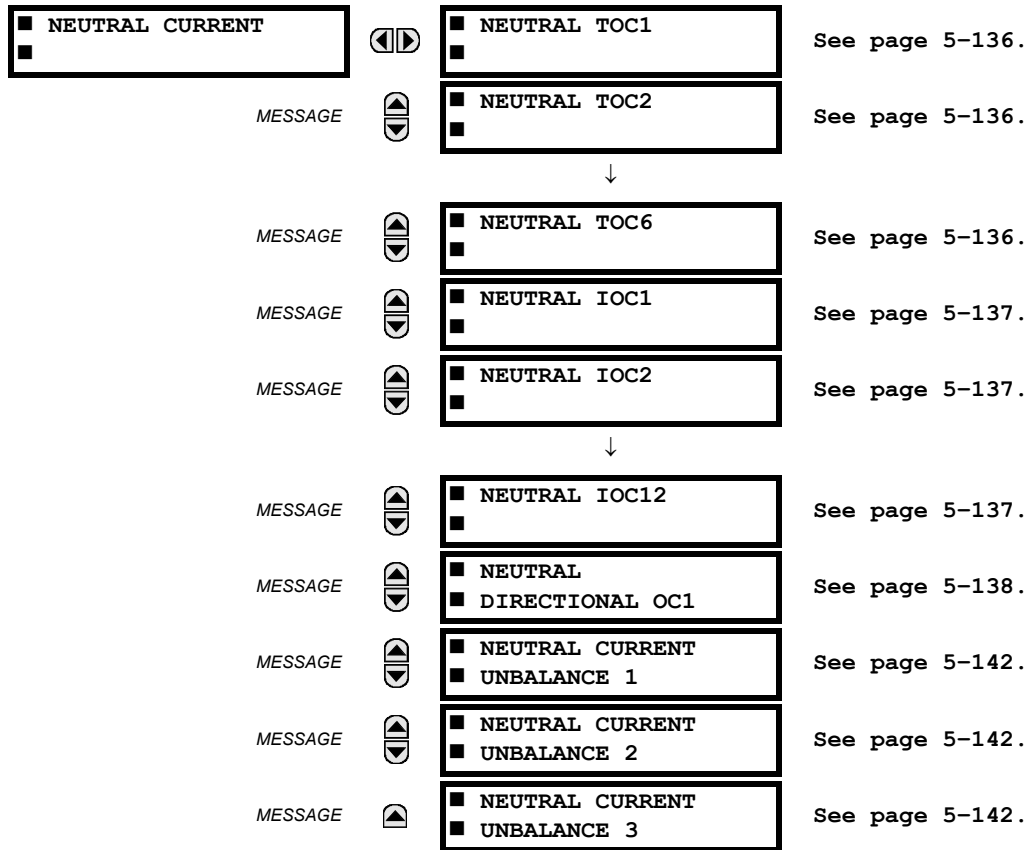 ■ NEUTRAL CURRENT
■
■ NEUTRAL TOC1
■
See page 5-136.
MESSAGE
■ NEUTRAL TOC2
■
See page 5-136.
↓
MESSAGE
■ NEUTRAL TOC6
■
See page 5-136.
MESSAGE
■ NEUTRAL IOC1
■
See page 5-137.
MESSAGE
■ NEUTRAL IOC2
■
See page 5-137.
↓
MESSAGE
■ NEUTRAL IOC12
■
See page 5-137.
MESSAGE
■ NEUTRAL
■ DIRECTIONAL OC1
See page 5-138.
MESSAGE
■ NEUTRAL CURRENT
■ UNBALANCE 1
See page 5-142.
MESSAGE
■ NEUTRAL CURRENT
■ UNBALANCE 2
See page 5-142.
MESSAGE
■ NEUTRAL CURRENT
■ UNBALANCE 3
See page 5-142.